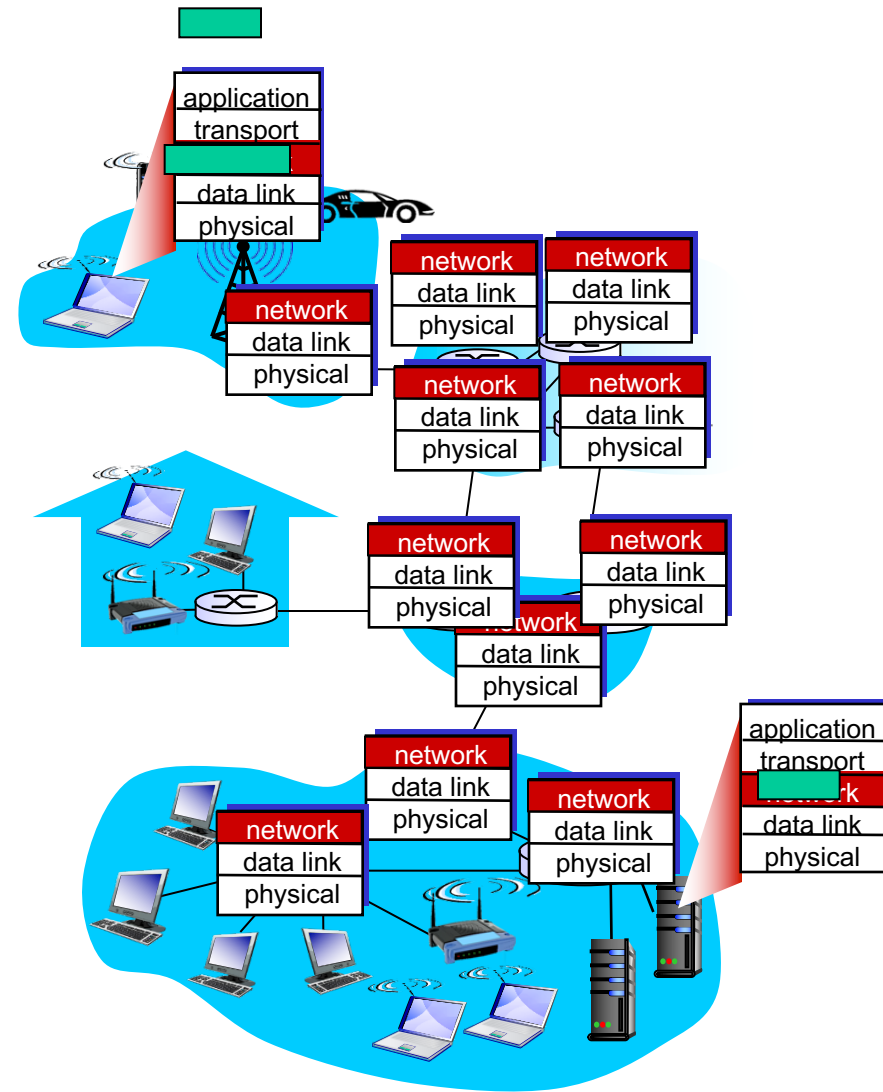 application
transport
data link
physical
network
data link
physical
network
data link
physical
network
data link
physical
network
data link
physical
network
data link
physical
network
data link
physical
network
data link
physical
network
data link
physical
application
transport
data link
physical
network
data link
physical
network
data link
physical
network
data link
physical